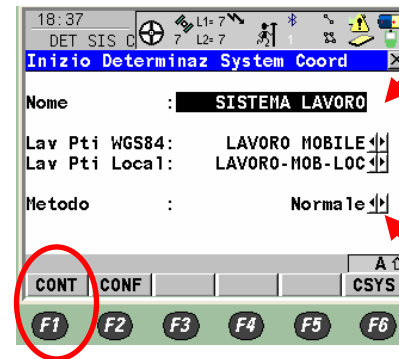 18:37
DET SIS C 7 L1= 7
L2= 7 1
Inizio Determinaz System Coord X
Nome : SISTEMA LAVORO
Lav Pti WGS84: LAVORO MOBILE
Lav Pti Local: LAVORO-MOB-LOC
Metodo : Normale
A
CONT CONF CSYS
F1 F2 F3 F4 F5 F6